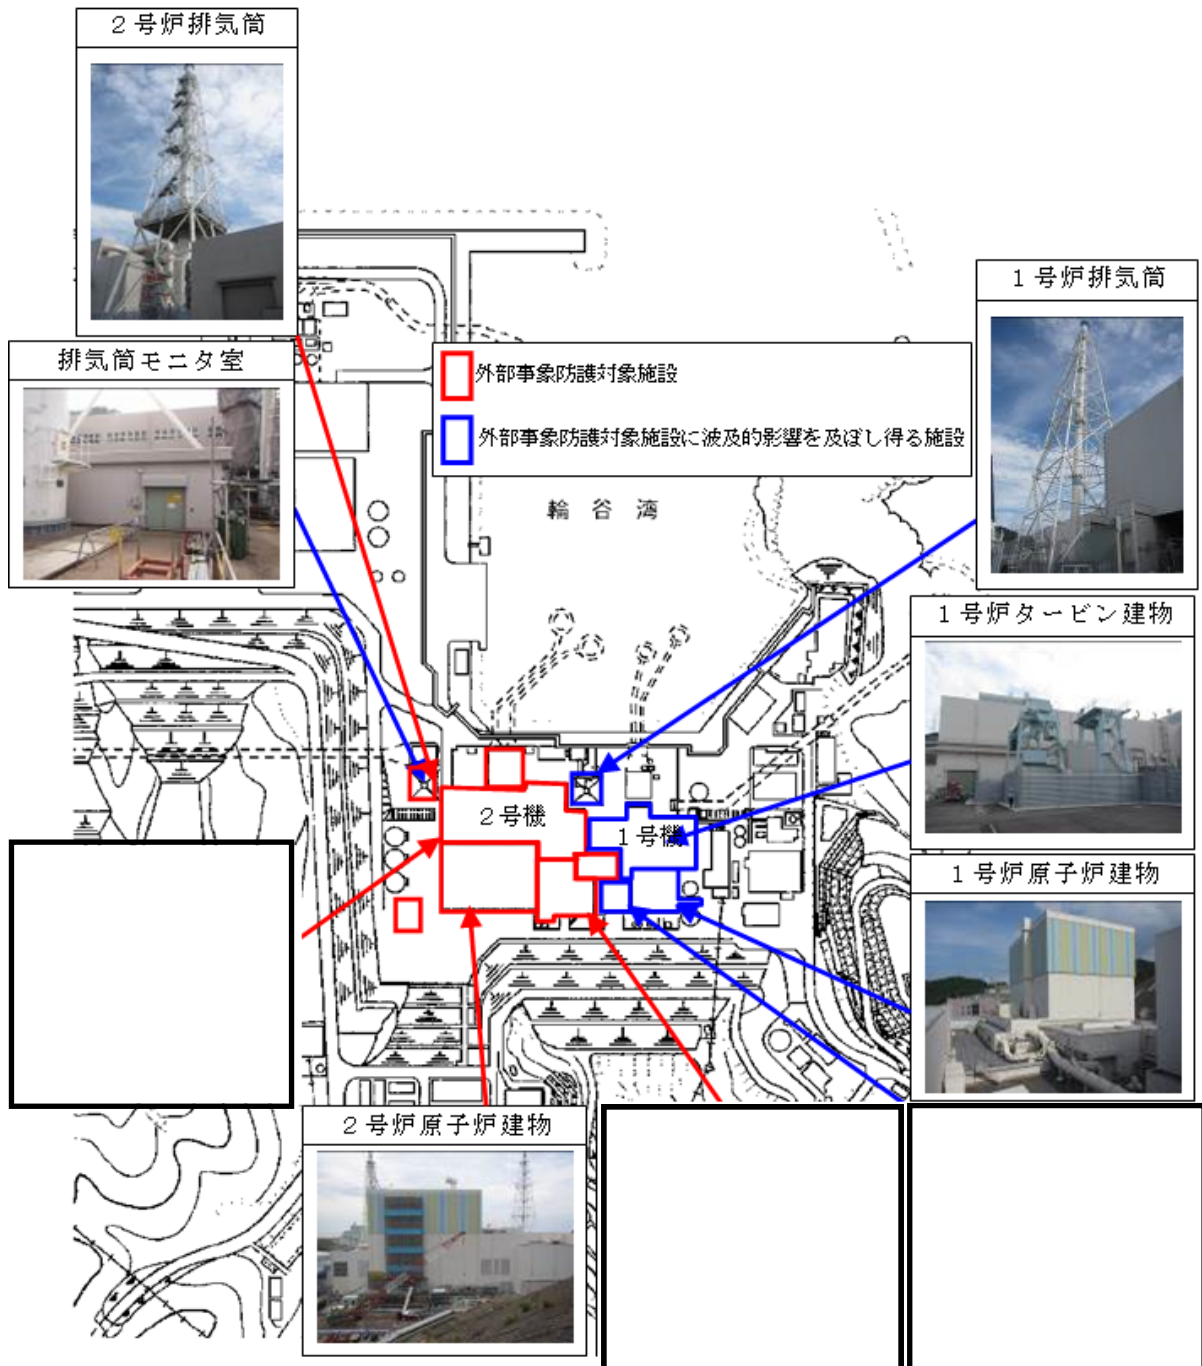 2号炉排気筒
1号炉排気筒
排気筒モニタ室
外部事象防護対象施設
外部事象防護対象施設に波及的影響を及ぼし得る施設
輪谷湾
1号炉タービン建物
2号機
1号機
1号炉原子炉建物
2号炉原子炉建物